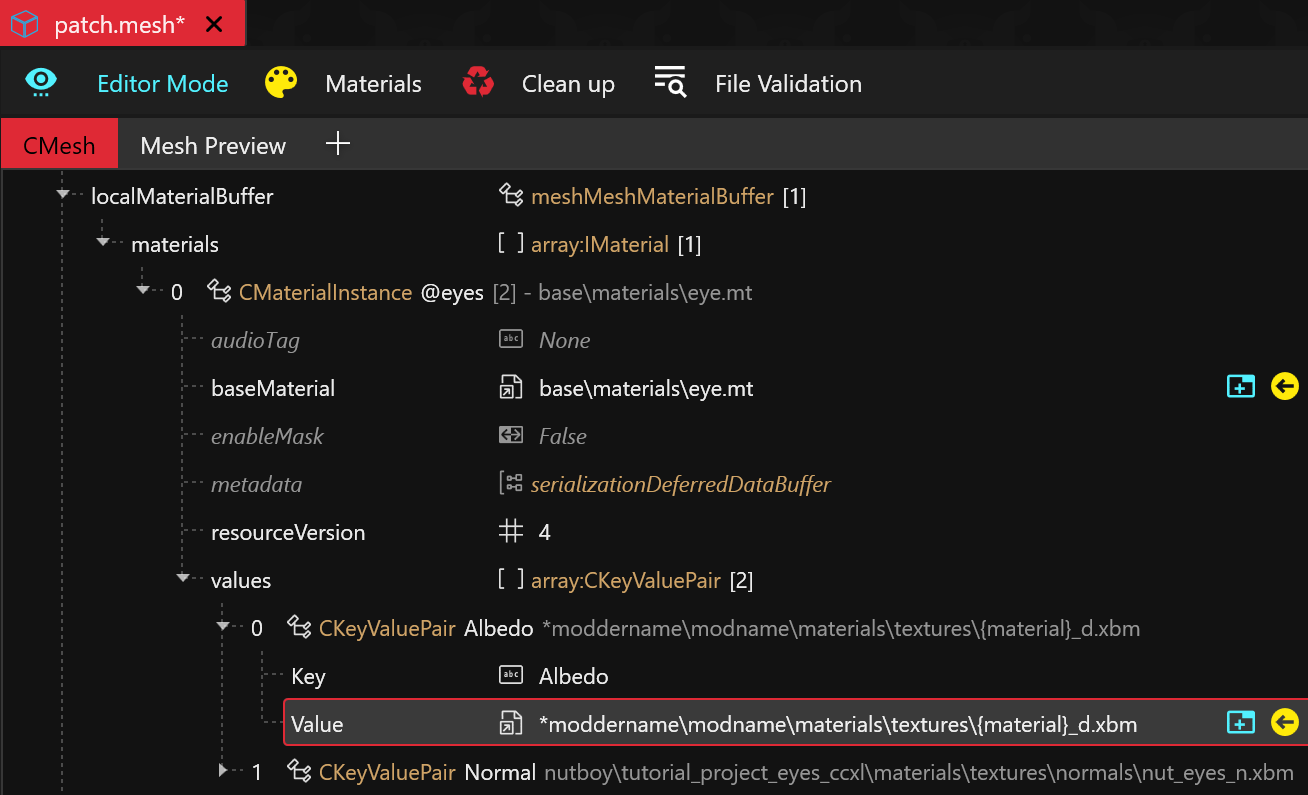 patch.mesh*
Editor Mode Materials Clean up File Validation
CMesh Mesh Preview
localMaterialBuffer meshMeshMaterialBuffer [1]
materials [ ] array:IMaterial [1]
0 CMaterialInstance @eyes [2] - base\materials\eye.mt
audioTag abc None
baseMaterial base\materials\eye.mt
enableMask False
metadata serializationDeferredDataBuffer
resourceVersion 4
values [ ] array:CKeyValuePair [2]
0 CKeyValuePair Albedo *moddername\modname\materials\textures\{material}_d.xbm
Key abc Albedo
Value *moddername\modname\materials\textures\{material}_d.xbm
1 CKeyValuePair Normal nutboy\tutorial_project_eyes_ccxl\materials\textures\normals\nut_eyes_n.xbm